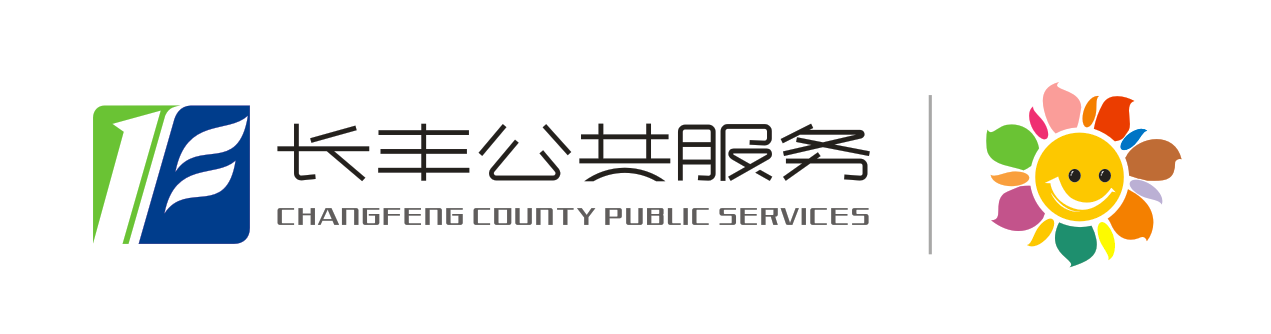 长丰公共服务
CHANGFENG COUNTY PUBLIC SERVICES